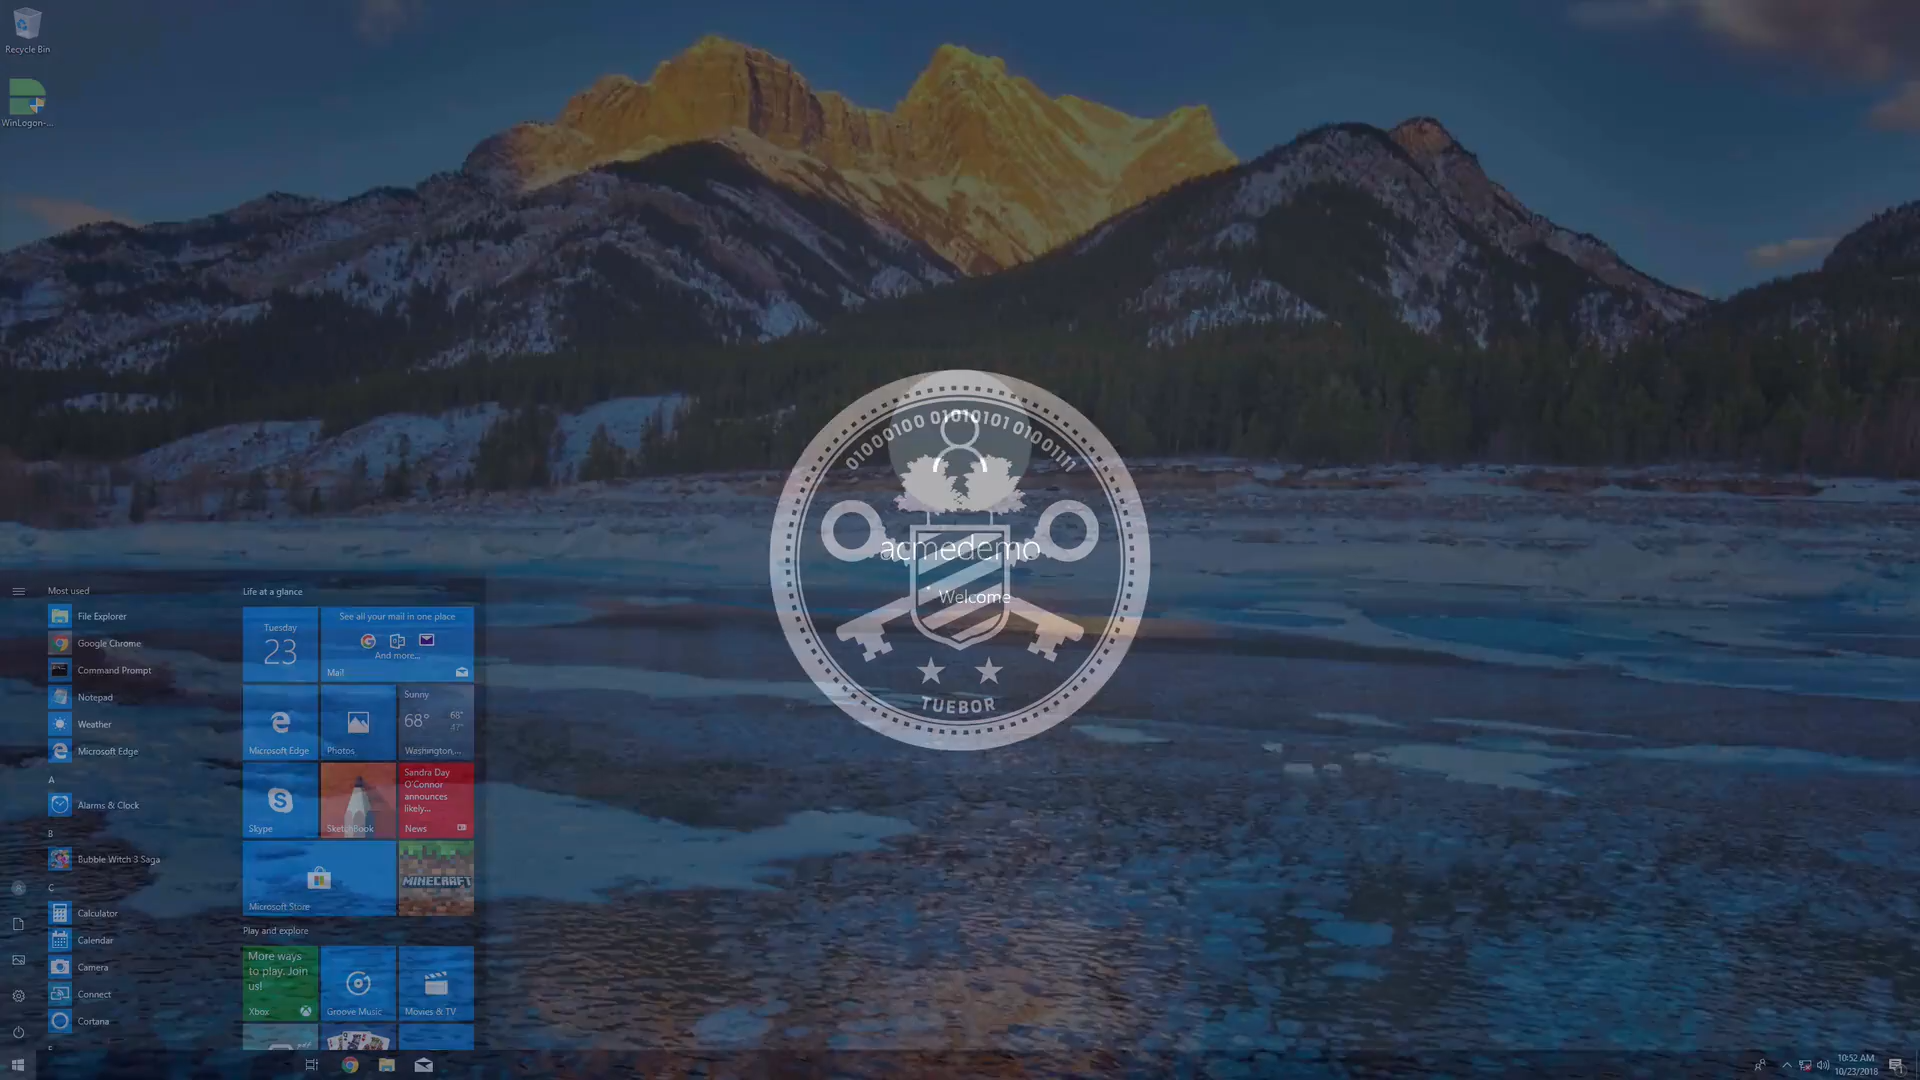 Recycle Bin
WinLogon-...
01000100 01010101 01001111
acmedemo
Welcome
TUEBOR
Most used
File Explorer
Google Chrome
Command Prompt
Notepad
Weather
Microsoft Edge
A
Alarms & Clock
B
Bubble Witch 3 Saga
C
Calculator
Calendar
Camera
Connect
Cortana
Life at a glance
Tuesday
23
See all your mail in one place
And more...
Mail
Microsoft Edge
Photos
Sunny
68°
68°
47°
Washington,...
Skype
SketchBook
Sandra Day
O'Connor
announces
likely...
News
Microsoft Store
MINECRAFT
Play and explore
More ways
to play. Join
us!
Xbox
Groove Music
Movies & TV
10:52 AM
10/23/2018